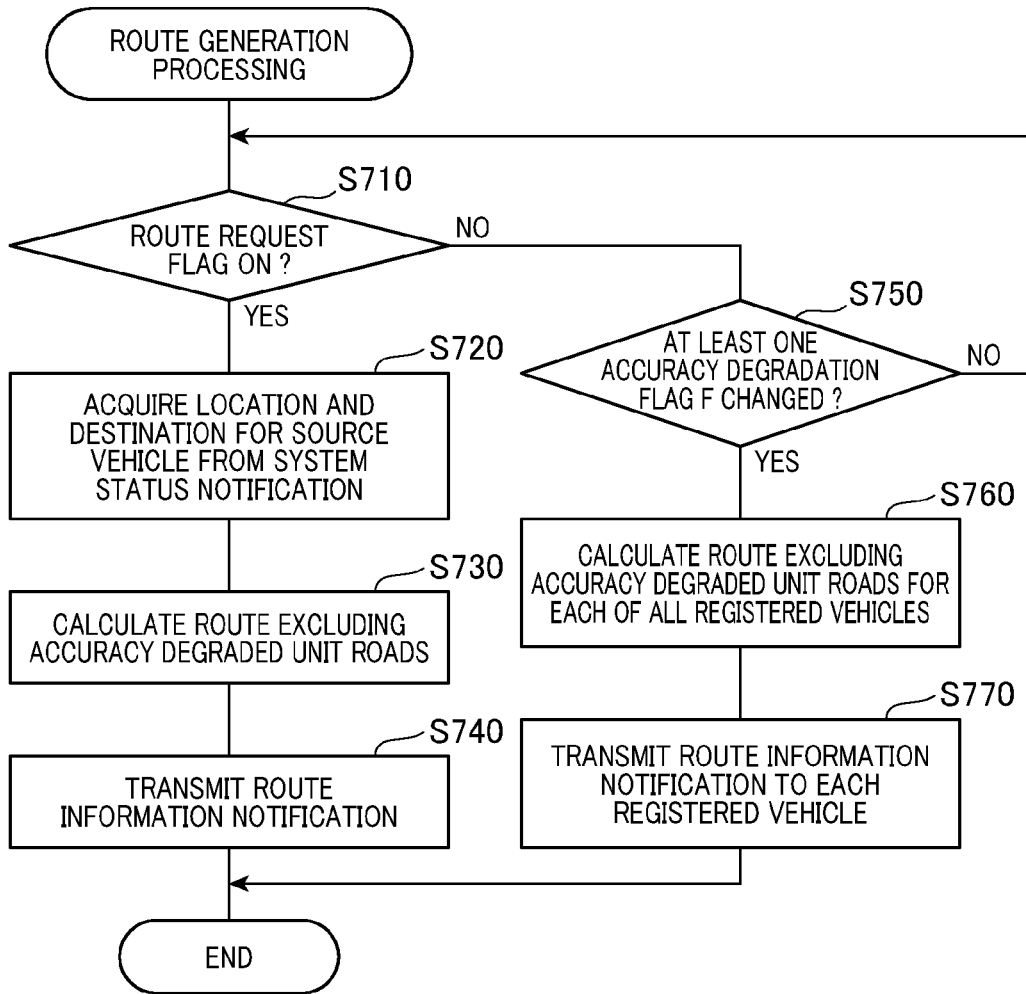 ROUTE GENERATION
PROCESSING
S710
ROUTE REQUEST
FLAG ON ?
NO
YES
S720
ACQUIRE LOCATION AND
DESTINATION FOR SOURCE
VEHICLE FROM SYSTEM
STATUS NOTIFICATION
S730
CALCULATE ROUTE EXCLUDING
ACCURACY DEGRADED UNIT ROADS
S740
TRANSMIT ROUTE
INFORMATION NOTIFICATION
S750
AT LEAST ONE
ACCURACY DEGRADATION
FLAG F CHANGED ?
NO
YES
S760
CALCULATE ROUTE EXCLUDING
ACCURACY DEGRADED UNIT ROADS FOR
EACH OF ALL REGISTERED VEHICLES
S770
TRANSMIT ROUTE INFORMATION
NOTIFICATION TO EACH
REGISTERED VEHICLE
END